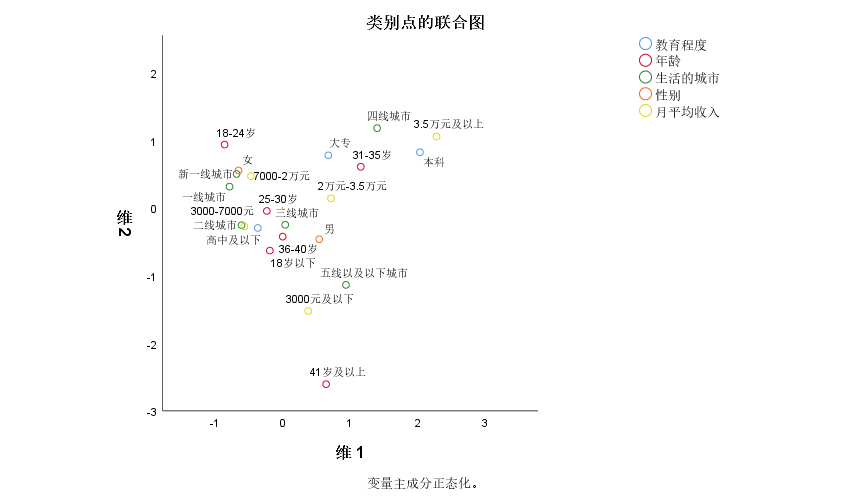 类别点的联合图
教育程度
年龄
生活的城市
性别
月平均收入
2
1
0
-1
-2
-3
维 2
四线城市
3.5万元及以上
18-24岁
大专
31-35岁
本科
女
新一线城市
7000-2万元
2万元-3.5万元
一线城市
25-30岁
3000-7000元
三线城市
二线城市
男
高中及以下
36-40岁
18岁以下
五线以及以下城市
3000元及以下
41岁及以上
-1
0
1
2
3
维 1
变量主成分正态化。